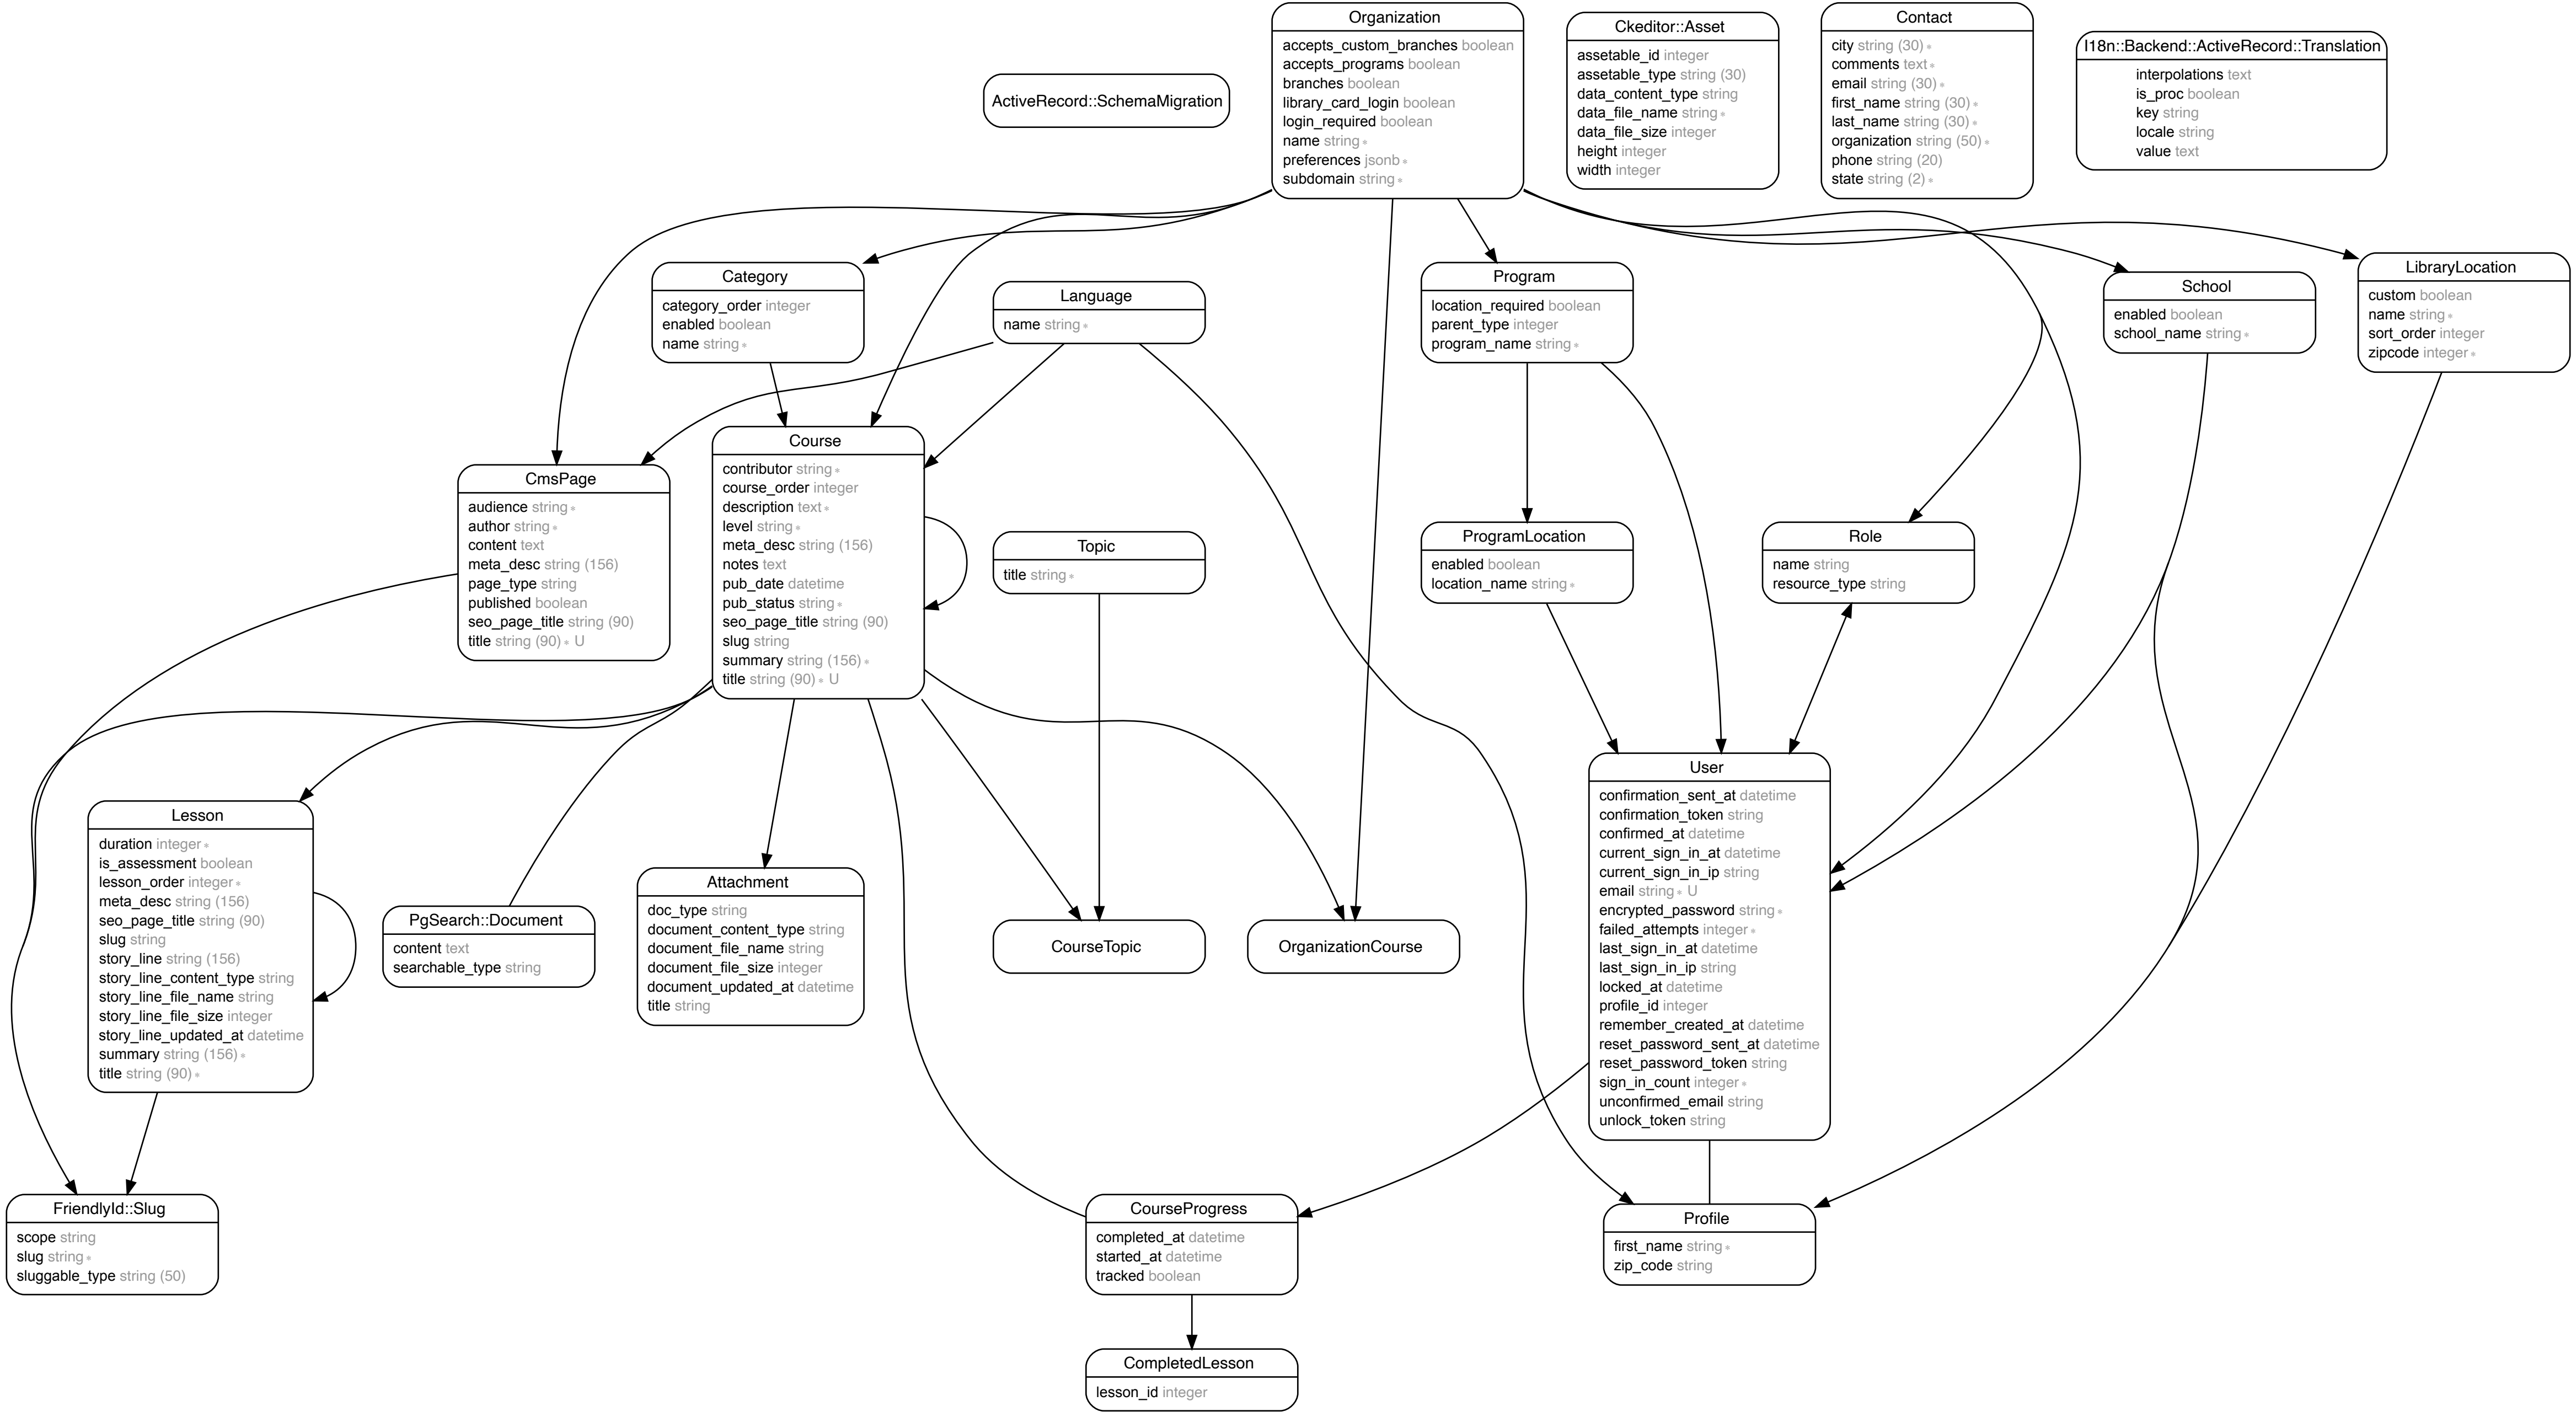 Organization
accepts_custom_branches boolean
accepts_programs boolean
branches boolean
library_card_login boolean
login_required boolean
name string ∗
preferences jsonb ∗
subdomain string ∗
Ckeditor::Asset
assetable_id integer
assetable_type string (30)
data_content_type string
data_file_name string ∗
data_file_size integer
height integer
width integer
Contact
city string (30) ∗
comments text ∗
email string (30) ∗
first_name string (30) ∗
last_name string (30) ∗
organization string (50) ∗
phone string (20)
state string (2) ∗
I18n::Backend::ActiveRecord::Translation
interpolations text
is_proc boolean
key string
locale string
value text
ActiveRecord::SchemaMigration
Category
category_order integer
enabled boolean
name string ∗
Language
name string ∗
Program
location_required boolean
parent_type integer
program_name string ∗
School
enabled boolean
school_name string ∗
LibraryLocation
custom boolean
name string ∗
sort_order integer
zipcode integer ∗
CmsPage
audience string ∗
author string ∗
content text
meta_desc string (156)
page_type string
published boolean
seo_page_title string (90)
title string (90) ∗ U
Course
contributor string ∗
course_order integer
description text ∗
level string ∗
meta_desc string (156)
notes text
pub_date datetime
pub_status string ∗
seo_page_title string (90)
slug string
summary string (156) ∗
title string (90) ∗ U
Topic
title string ∗
ProgramLocation
enabled boolean
location_name string ∗
Role
name string
resource_type string
Lesson
duration integer ∗
is_assessment boolean
lesson_order integer ∗
meta_desc string (156)
seo_page_title string (90)
slug string
story_line string (156)
story_line_content_type string
story_line_file_name string
story_line_file_size integer
story_line_updated_at datetime
summary string (156) ∗
title string (90) ∗
PgSearch::Document
content text
searchable_type string
Attachment
doc_type string
document_content_type string
document_file_name string
document_file_size integer
document_updated_at datetime
title string
CourseTopic
OrganizationCourse
User
confirmation_sent_at datetime
confirmation_token string
confirmed_at datetime
current_sign_in_at datetime
current_sign_in_ip string
email string ∗ U
encrypted_password string ∗
failed_attempts integer ∗
last_sign_in_at datetime
last_sign_in_ip string
locked_at datetime
profile_id integer
remember_created_at datetime
reset_password_sent_at datetime
reset_password_token string
sign_in_count integer ∗
unconfirmed_email string
unlock_token string
FriendlyId::Slug
scope string
slug string ∗
sluggable_type string (50)
CourseProgress
completed_at datetime
started_at datetime
tracked boolean
Profile
first_name string ∗
zip_code string
CompletedLesson
lesson_id integer